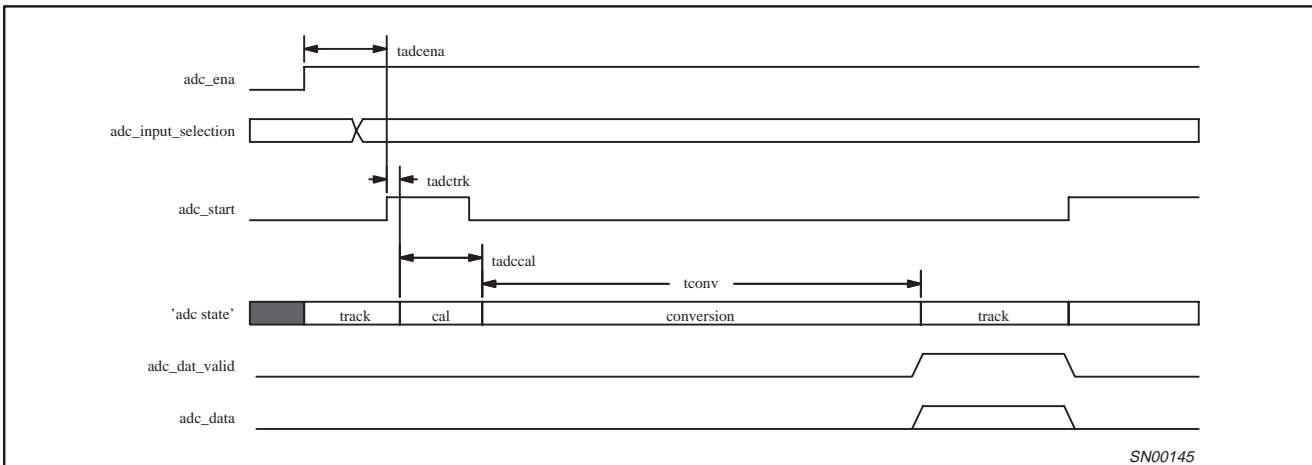 tadcena
adc_ena
adc_input_selection
tadctrk
adc_start
tadccal
tconv
'adc state'
track
cal
conversion
track
adc_dat_valid
adc_data
SN00145